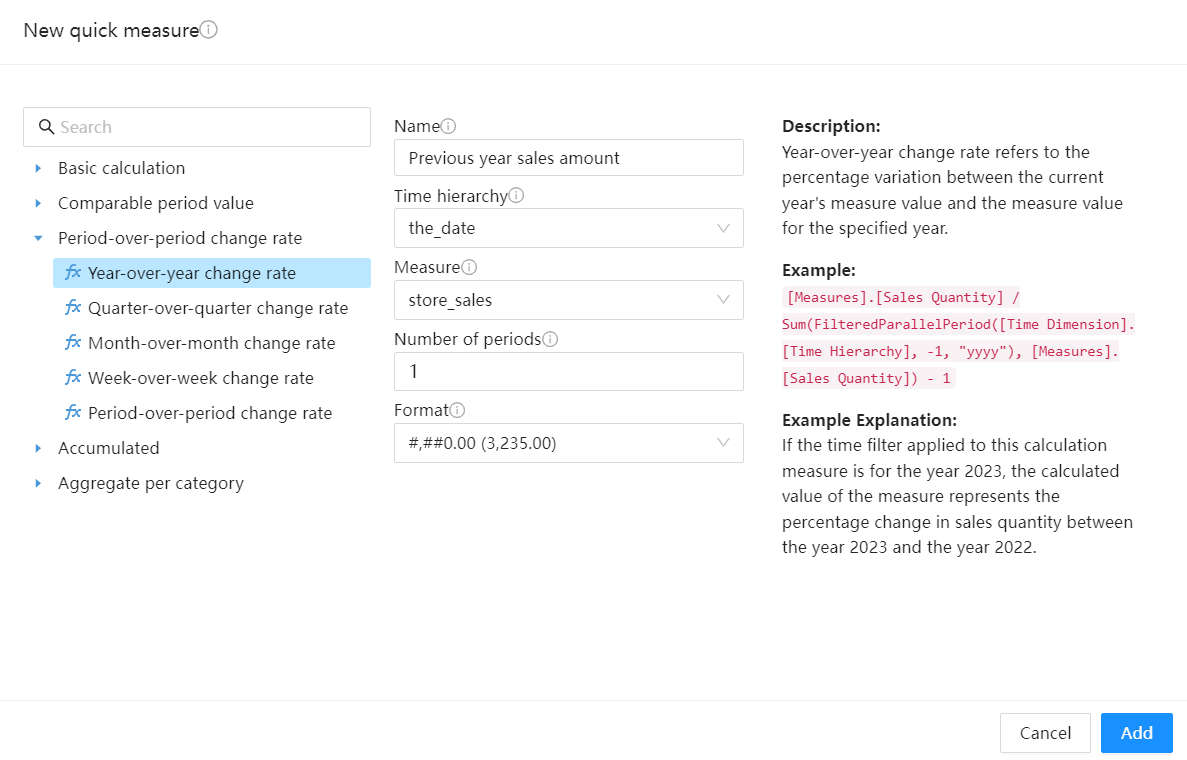 New quick measure
Search
Basic calculation
Comparable period value
Period-over-period change rate
fx Year-over-year change rate
fx Quarter-over-quarter change rate
fx Month-over-month change rate
fx Week-over-week change rate
fx Period-over-period change rate
Accumulated
Aggregate per category
Name
Previous year sales amount
Time hierarchy
the_date
Measure
store_sales
Number of periods
1
Format
#,##0.00 (3,235.00)
Description:
Year-over-year change rate refers to the
percentage variation between the current
year's measure value and the measure value
for the specified year.
Example:
[Measures].[Sales Quantity] /
Sum(FilteredParallelPeriod([Time Dimension].
[Time Hierarchy], -1, "yyyy"), [Measures].
[Sales Quantity]) - 1
Example Explanation:
If the time filter applied to this calculation
measure is for the year 2023, the calculated
value of the measure represents the
percentage change in sales quantity between
the year 2023 and the year 2022.
Cancel
Add